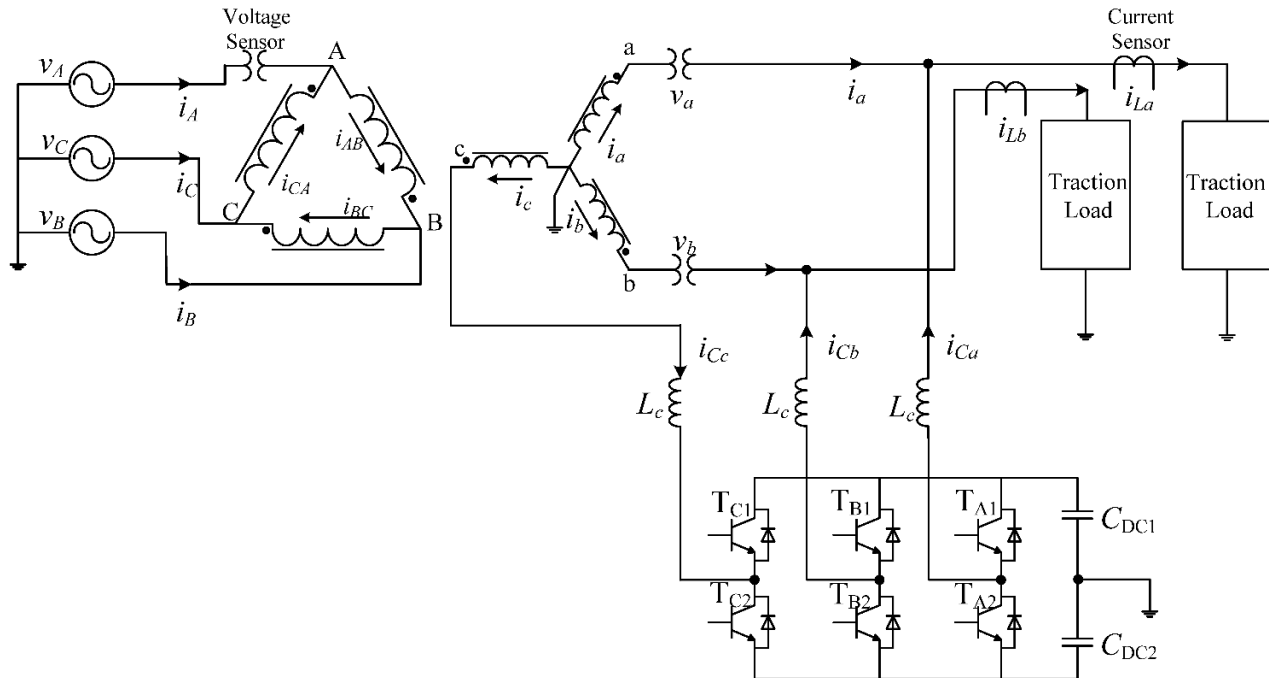 Voltage
Sensor
Current
Sensor
A
a
v_A
i_A
v_a
i_a
i_La
i_Lb
i_AB
i_a
c
v_C
i_C
i_CA
C
i_BC
B
i_c
i_b
Traction
Load
Traction
Load
v_B
v_b
b
i_B
i_Cc
i_Cb
i_Ca
L_c
L_c
L_c
T_C1
T_B1
T_A1
C_DC1
T_C2
T_B2
T_A2
C_DC2